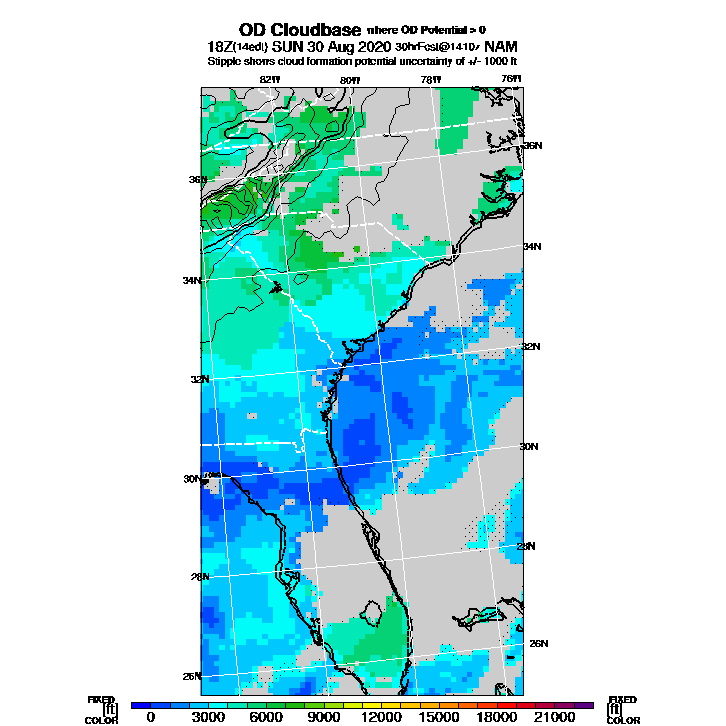 OD Cloudbase where OD Potential > 0
18Z(14edt) SUN 30 Aug 2020 30hrFcst@1410z NAM
Stipple shows cloud formation potential uncertainty of +/- 1000 ft
82W 80W 78W 76W
36N
36N
34N
34N
32N
32N
30N
30N
28N
28N
26N
26N
FIXED FIXED
[ft] [ft]
COLOR COLOR
0 3000 6000 9000 12000 15000 18000 21000